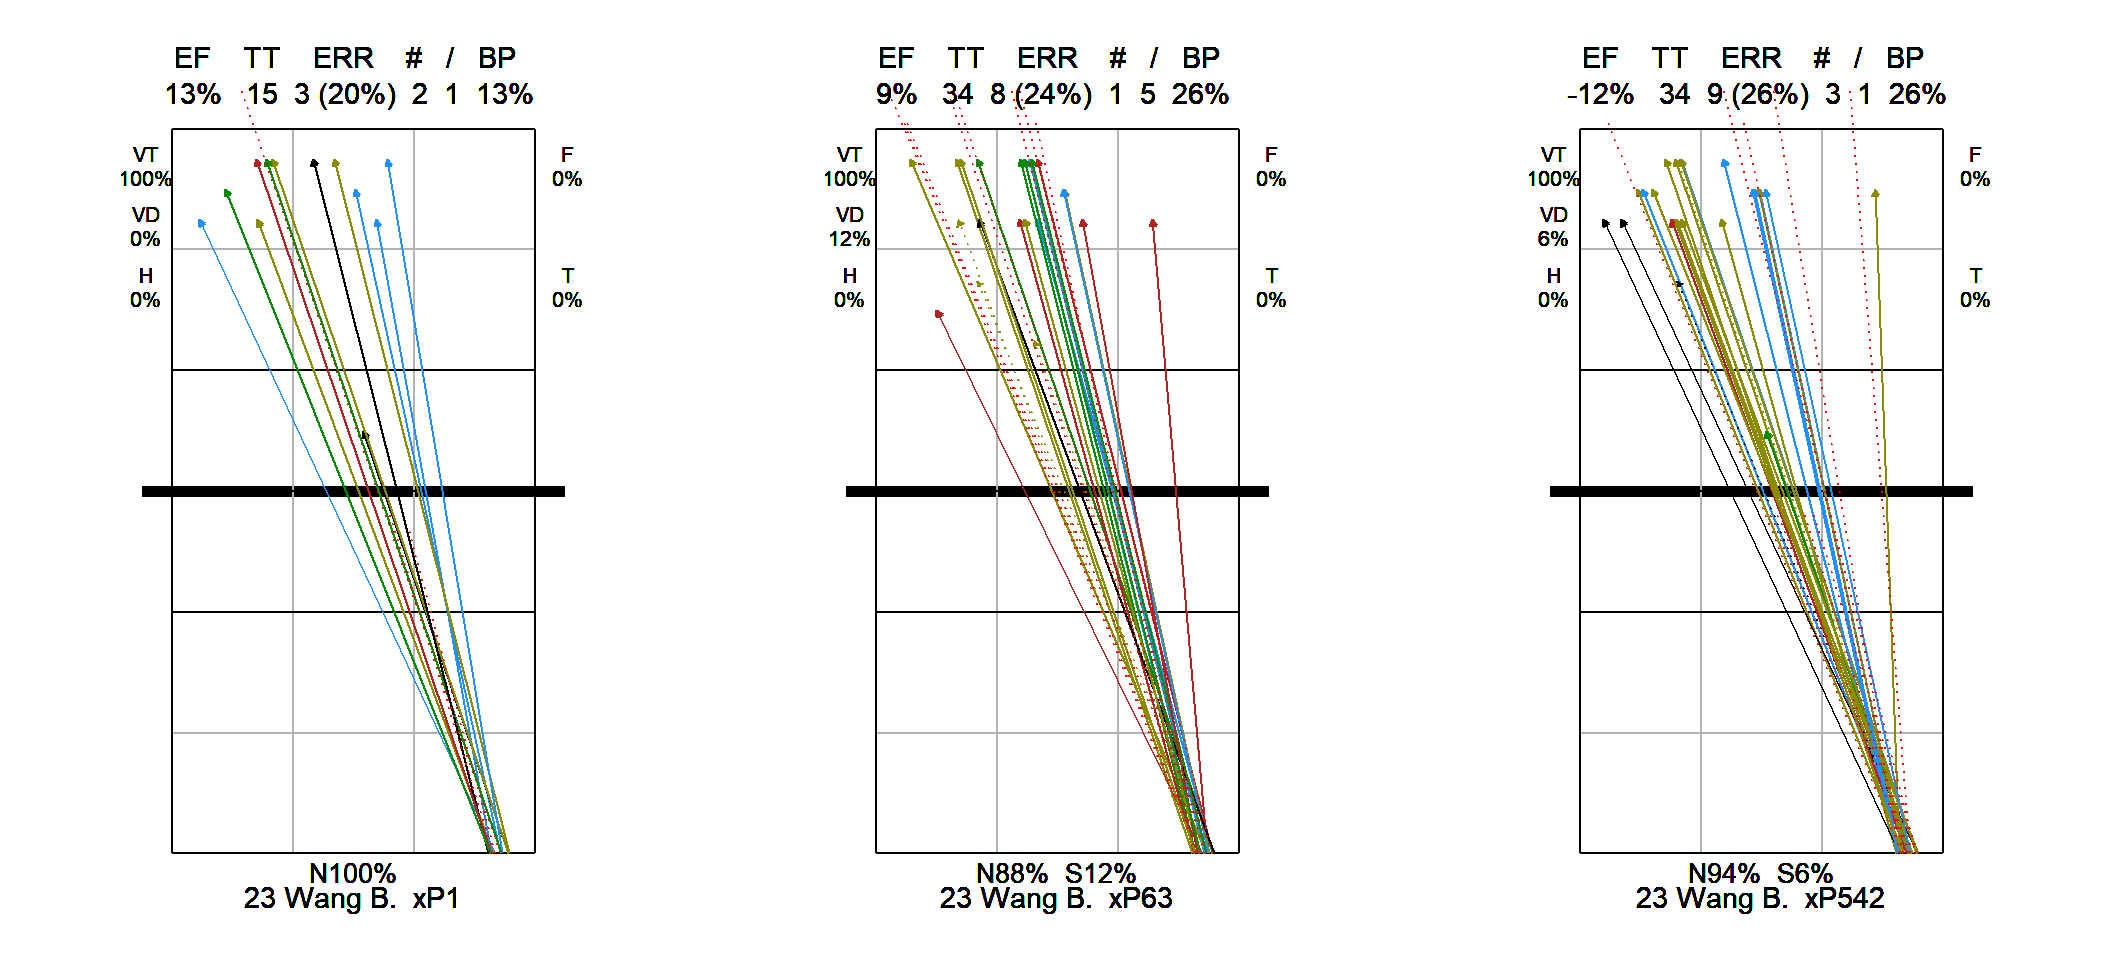 EF TT ERR # / BP
13% 15 3 (20%) 2 1 13%
VT
100%
VD
0%
H
0%
F
0%
T
0%
N100%
23 Wang B. xP1
EF TT ERR # / BP
9% 34 8 (24%) 1 5 26%
VT
100%
VD
12%
H
0%
F
0%
T
0%
N88% S12%
23 Wang B. xP63
EF TT ERR # / BP
-12% 34 9 (26%) 3 1 26%
VT
100%
VD
6%
H
0%
F
0%
T
0%
N94% S6%
23 Wang B. xP542